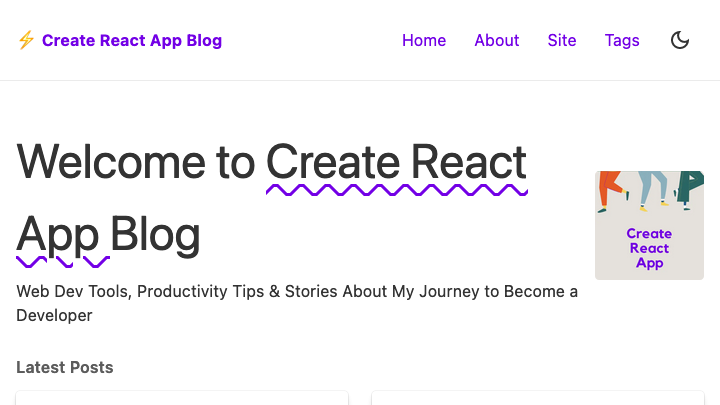 ⚡ Create React App Blog
Home About Site Tags
Welcome to Create React
App Blog
Web Dev Tools, Productivity Tips & Stories About My Journey to Become a
Developer
Create
React
App
Latest Posts